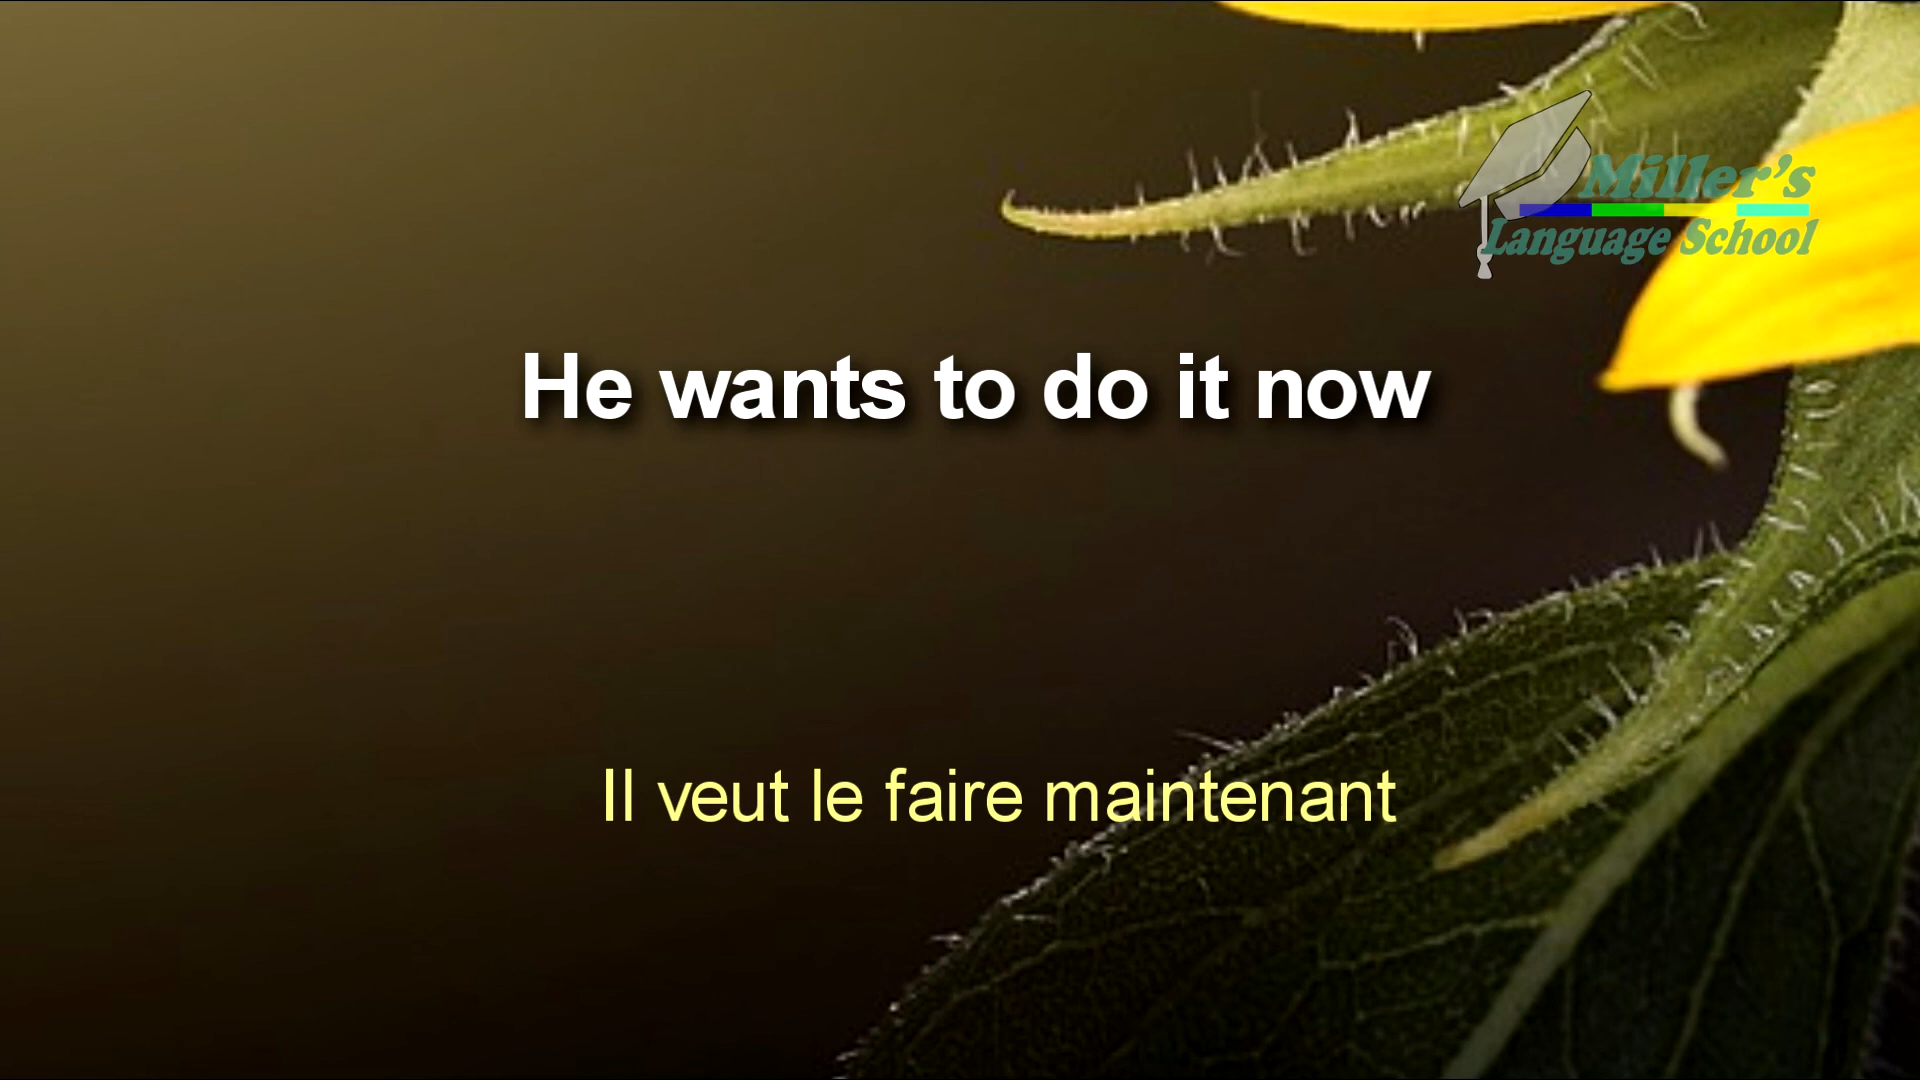 Miller's
Language School
He wants to do it now
Il veut le faire maintenant